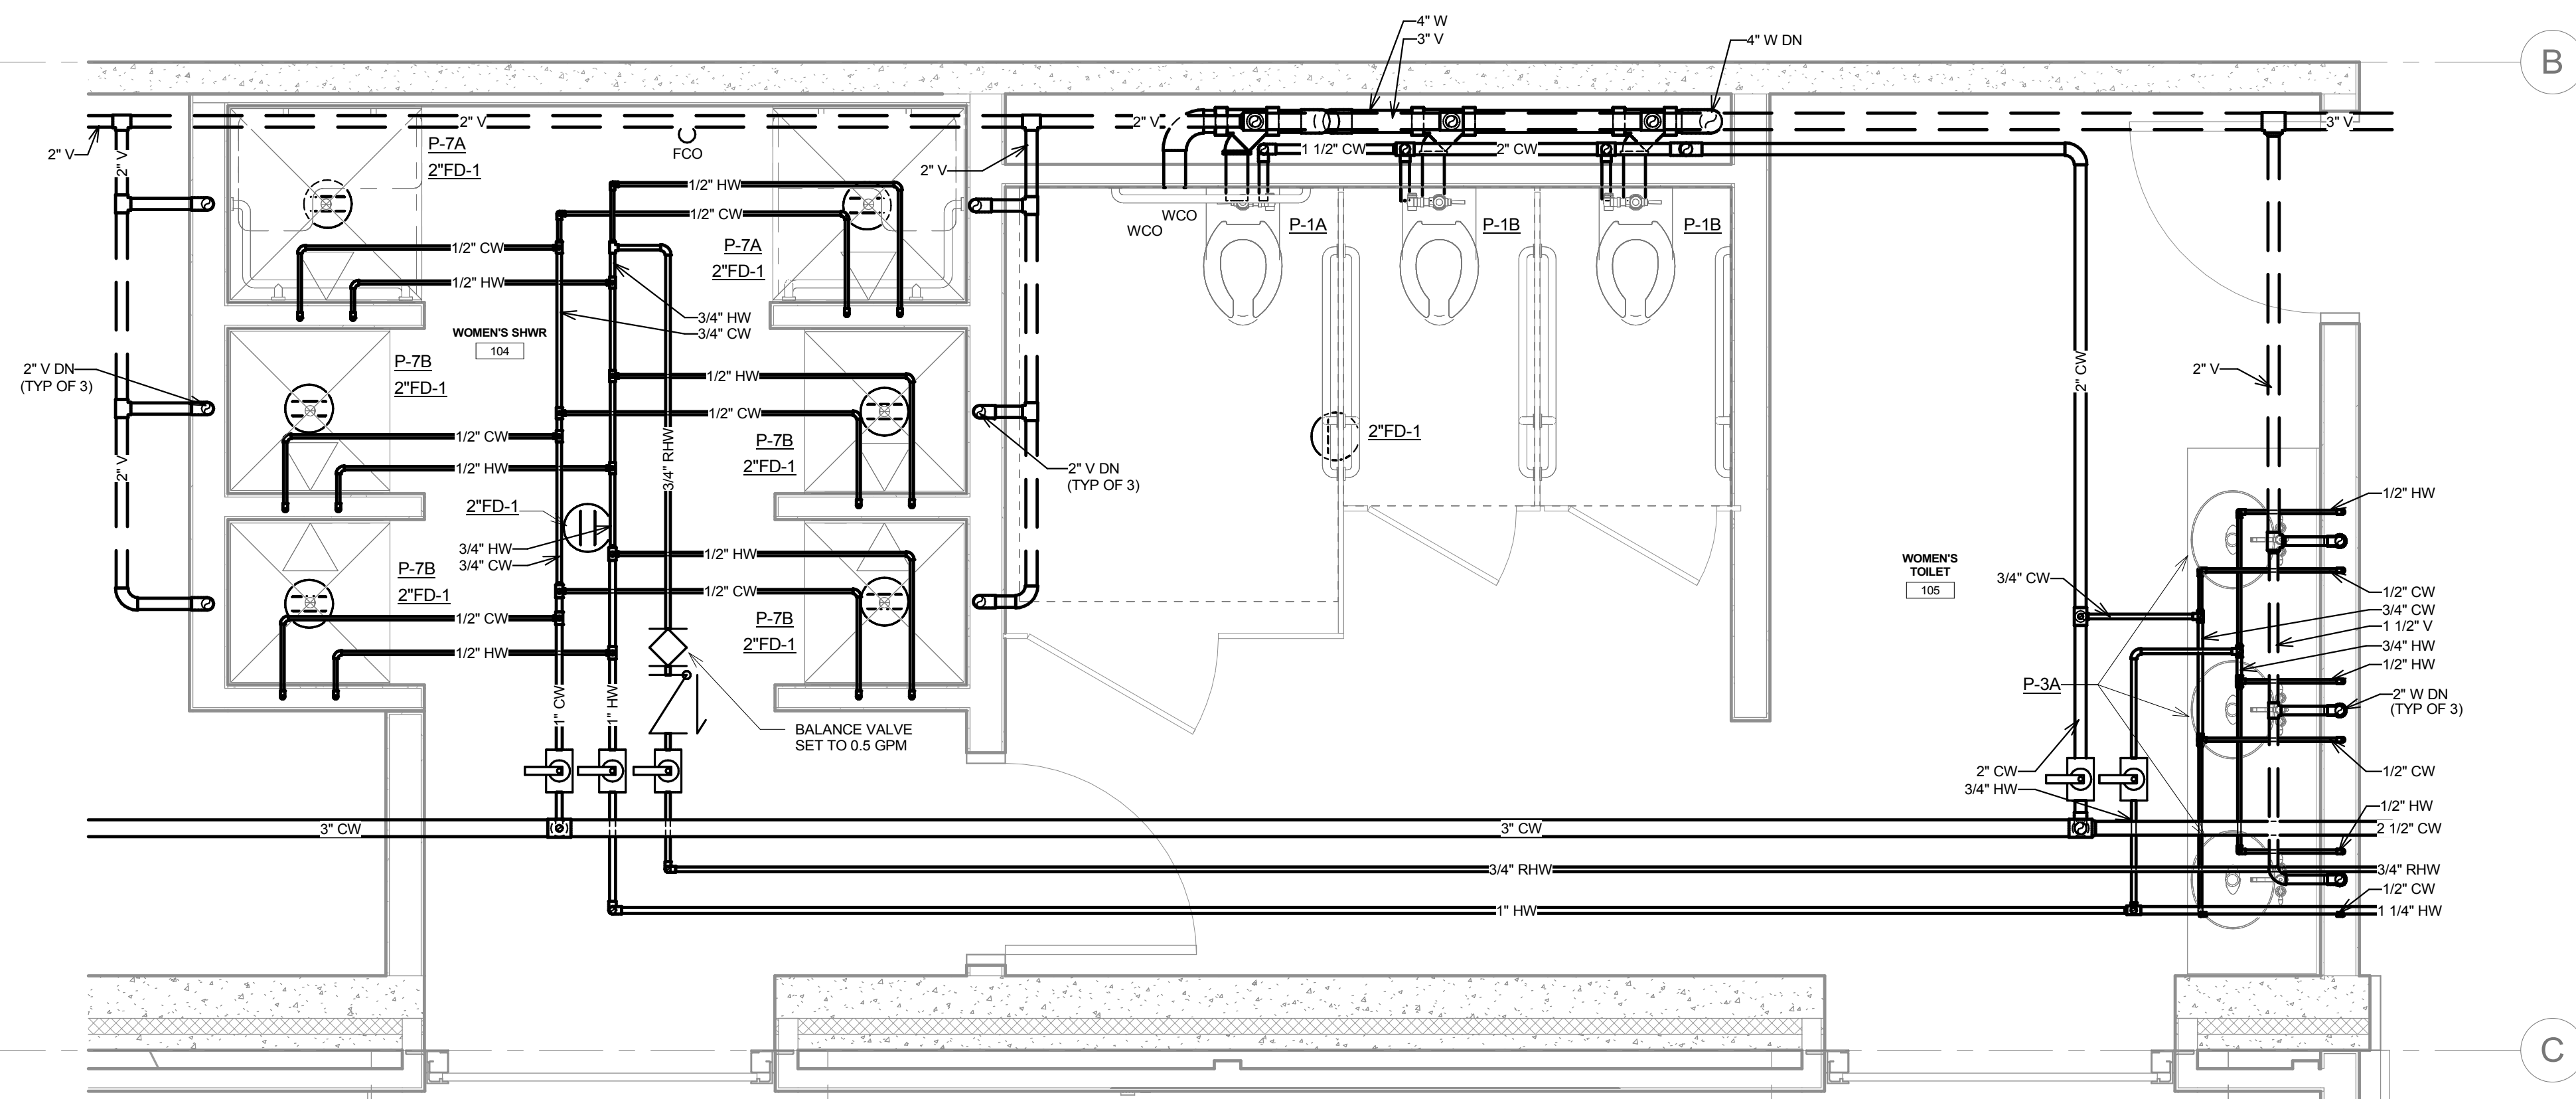 4" W
3" V
4" W DN
B
2" V
2" V
2" V
3" V
2" V
FCO
2" V
2" V
P-7A
2"FD-1
1/2" HW
1/2" CW
1 1/2" CW
2" CW
WCO
WCO
P-1A
P-1B
P-1B
P-7A
2"FD-1
1/2" CW
1/2" HW
3/4" HW
3/4" CW
WOMEN'S SHWR
104
2" V DN
(TYP OF 3)
P-7B
2"FD-1
1/2" HW
1/2" CW
2" CW
2" V
1/2" CW
1/2" HW
3/4" RHW
P-7B
2"FD-1
2"FD-1
2" V DN
(TYP OF 3)
2" V
2"FD-1
3/4" HW
3/4" CW
1/2" HW
1/2" CW
P-7B
2"FD-1
1/2" CW
1/2" HW
P-7B
2"FD-1
WOMEN'S
TOILET
105
3/4" CW
1/2" HW
1/2" CW
3/4" CW
1 1/2" V
3/4" HW
1/2" HW
P-3A
2" W DN
(TYP OF 3)
1" CW
1" HW
BALANCE VALVE
SET TO 0.5 GPM
2" CW
3/4" HW
1/2" CW
1/2" HW
3" CW
3" CW
2 1/2" CW
3/4" RHW
3/4" RHW
1/2" CW
1" HW
1 1/4" HW
C